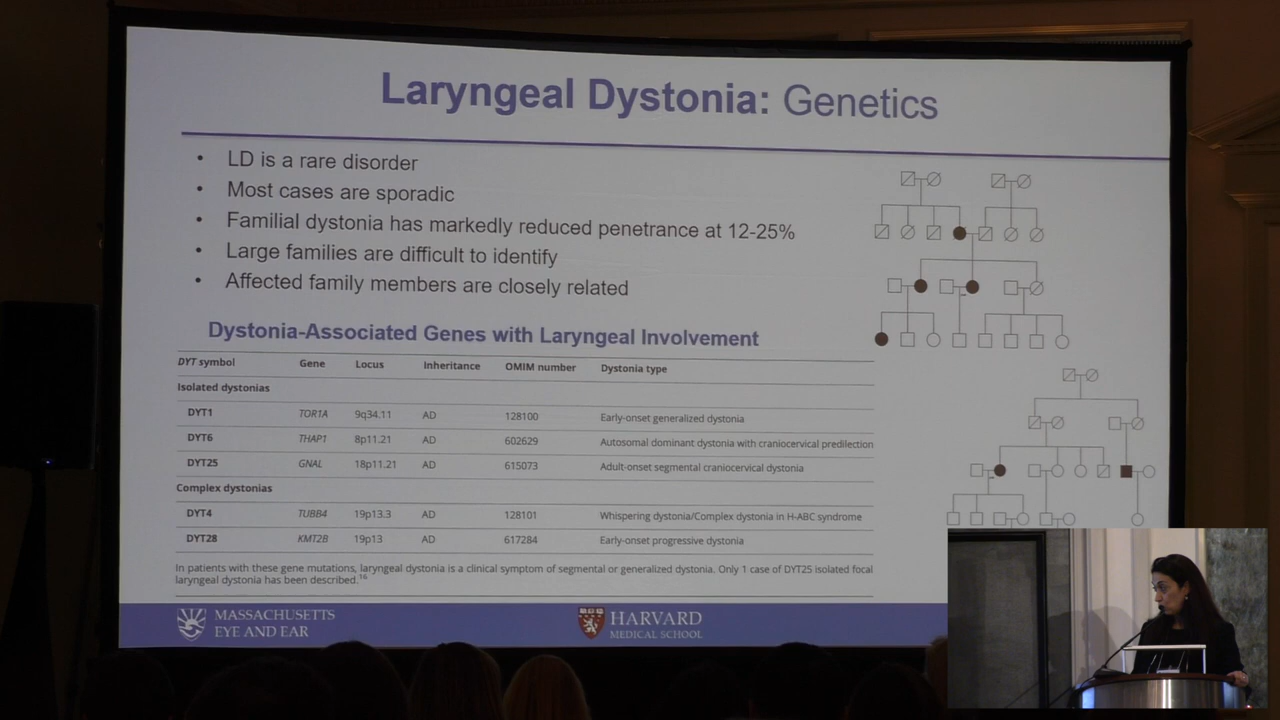 Laryngeal Dystonia: Genetics
• LD is a rare disorder
• Most cases are sporadic
• Familial dystonia has markedly reduced penetrance at 12-25%
• Large families are difficult to identify
• Affected family members are closely related
Dystonia-Associated Genes with Laryngeal Involvement
DYT symbol Gene Locus Inheritance OMIM number Dystonia type
Isolated dystonias
DYT1 TOR1A 9q34.11 AD 128100 Early-onset generalized dystonia
DYT6 THAP1 8p11.21 AD 602629 Autosomal dominant dystonia with craniocervical predilection
DYT25 GNAL 18p11.21 AD 615073 Adult-onset segmental craniocervical dystonia
Complex dystonias
DYT4 TUBB4 19p13.3 AD 128101 Whispering dystonia/Complex dystonia in H-ABC syndrome
DYT28 KMT2B 19p13 AD 617284 Early-onset progressive dystonia
In patients with these gene mutations, laryngeal dystonia is a clinical symptom of segmental or generalized dystonia. Only 1 case of DYT25 isolated focal
laryngeal dystonia has been described.16
MASSACHUSETTS
EYE AND EAR
HARVARD
MEDICAL SCHOOL